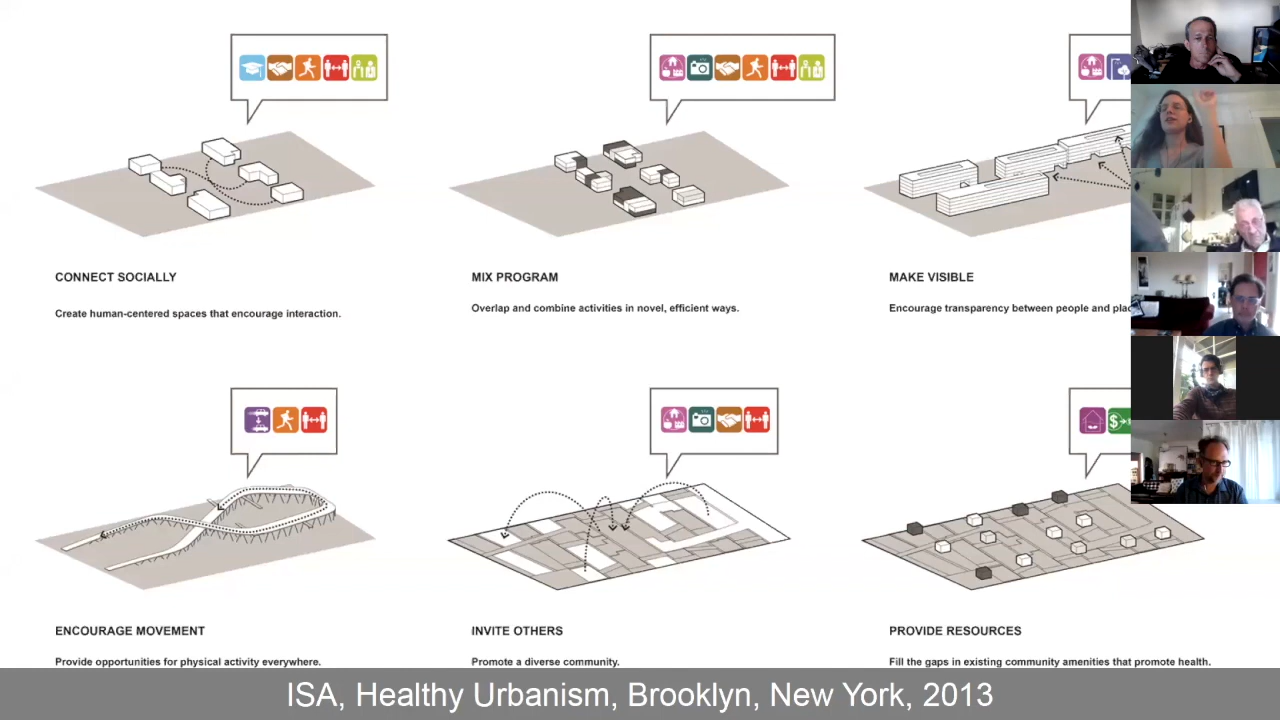 CONNECT SOCIALLY
Create human-centered spaces that encourage interaction.
MIX PROGRAM
Overlap and combine activities in novel, efficient ways.
MAKE VISIBLE
Encourage transparency between people and
ENCOURAGE MOVEMENT
Provide opportunities for physical activity everywhere.
INVITE OTHERS
Promote a diverse community.
$
PROVIDE RESOURCES
Fill the gaps in existing community amenities that promote health.
ISA, Healthy Urbanism, Brooklyn, New York, 2013